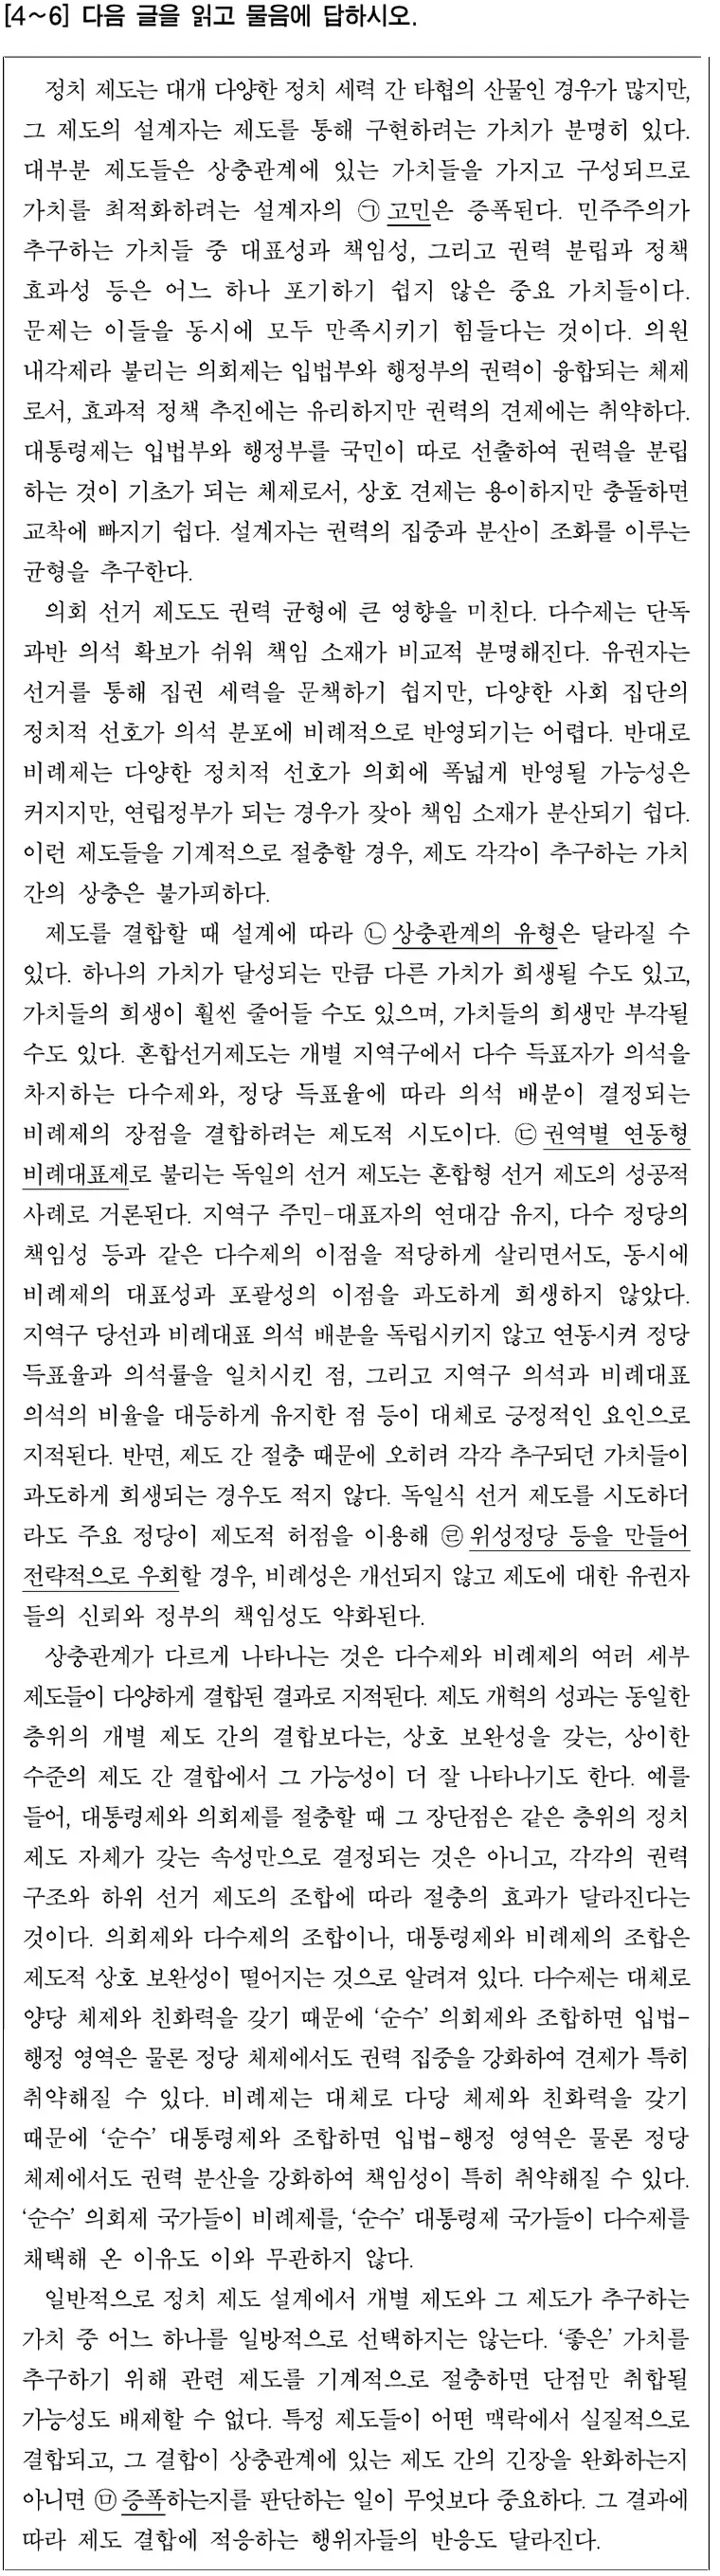 [4～6] 다음 글을 읽고 물음에 답하시오.
정치 제도는 대개 다양한 정치 세력 간 타협의 산물인 경우가 많지만,
그 제도의 설계자는 제도를 통해 구현하려는 가치가 분명히 있다.
대부분 제도들은 상충관계에 있는 가치들을 가지고 구성되므로
가치를 최적화하려는 설계자의 ㉠고민은 증폭된다. 민주주의가
추구하는 가치들 중 대표성과 책임성, 그리고 권력 분립과 정책
효과성 등은 어느 하나 포기하기 쉽지 않은 중요 가치들이다.
문제는 이들을 동시에 모두 만족시키기 힘들다는 것이다. 의원
내각제라 불리는 의회제는 입법부와 행정부의 권력이 융합되는 체제
로서, 효과적 정책 추진에는 유리하지만 권력의 견제에는 취약하다.
대통령제는 입법부와 행정부를 국민이 따로 선출하여 권력을 분립
하는 것이 기초가 되는 체제로서, 상호 견제는 용이하지만 충돌하면
교착에 빠지기 쉽다. 설계자는 권력의 집중과 분산이 조화를 이루는
균형을 추구한다.
의회 선거 제도도 권력 균형에 큰 영향을 미친다. 다수제는 단독
과반 의석 확보가 쉬워 책임 소재가 비교적 분명해진다. 유권자는
선거를 통해 집권 세력을 문책하기 쉽지만, 다양한 사회 집단의
정치적 선호가 의석 분포에 비례적으로 반영되기는 어렵다. 반대로
비례제는 다양한 정치적 선호가 의회에 폭넓게 반영될 가능성은
커지지만, 연립정부가 되는 경우가 잦아 책임 소재가 분산되기 쉽다.
이런 제도들을 기계적으로 절충할 경우, 제도 각각이 추구하는 가치
간의 상충은 불가피하다.
제도를 결합할 때 설계에 따라 ㉡상충관계의 유형은 달라질 수
있다. 하나의 가치가 달성되는 만큼 다른 가치가 희생될 수도 있고,
가치들의 희생이 훨씬 줄어들 수도 있으며, 가치들의 희생만 부각될
수도 있다. 혼합선거제도는 개별 지역구에서 다수 득표자가 의석을
차지하는 다수제와, 정당 득표율에 따라 의석 배분이 결정되는
비례제의 장점을 결합하려는 제도적 시도이다. ㉢권역별 연동형
비례대표제로 불리는 독일의 선거 제도는 혼합형 선거 제도의 성공적
사례로 거론된다. 지역구 주민-대표자의 연대감 유지, 다수 정당의
책임성 등과 같은 다수제의 이점을 적당하게 살리면서도, 동시에
비례제의 대표성과 포괄성의 이점을 과도하게 희생하지 않았다.
지역구 당선과 비례대표 의석 배분을 독립시키지 않고 연동시켜 정당
득표율과 의석률을 일치시킨 점, 그리고 지역구 의석과 비례대표
의석의 비율을 대등하게 유지한 점 등이 대체로 긍정적인 요인으로
지적된다. 반면, 제도 간 절충 때문에 오히려 각각 추구되던 가치들이
과도하게 희생되는 경우도 적지 않다. 독일식 선거 제도를 시도하더
라도 주요 정당이 제도적 허점을 이용해 ㉣위성정당 등을 만들어
전략적으로 우회할 경우, 비례성은 개선되지 않고 제도에 대한 유권자
들의 신뢰와 정부의 책임성도 약화된다.
상충관계가 다르게 나타나는 것은 다수제와 비례제의 여러 세부
제도들이 다양하게 결합된 결과로 지적된다. 제도 개혁의 성과는 동일한
층위의 개별 제도 간의 결합보다는, 상호 보완성을 갖는, 상이한
수준의 제도 간 결합에서 그 가능성이 더 잘 나타나기도 한다. 예를
들어, 대통령제와 의회제를 절충할 때 그 장단점은 같은 층위의 정치
제도 자체가 갖는 속성만으로 결정되는 것은 아니고, 각각의 권력
구조와 하위 선거 제도의 조합에 따라 절충의 효과가 달라진다는
것이다. 의회제와 다수제의 조합이나, 대통령제와 비례제의 조합은
제도적 상호 보완성이 떨어지는 것으로 알려져 있다. 다수제는 대체로
양당 체제와 친화력을 갖기 때문에 ‘순수’ 의회제와 조합하면 입법-
행정 영역은 물론 정당 체제에서도 권력 집중을 강화하여 견제가 특히
취약해질 수 있다. 비례제는 대체로 다당 체제와 친화력을 갖기
때문에 ‘순수’ 대통령제와 조합하면 입법-행정 영역은 물론 정당
체제에서도 권력 분산을 강화하여 책임성이 특히 취약해질 수 있다.
‘순수’ 의회제 국가들이 비례제를, ‘순수’ 대통령제 국가들이 다수제를
채택해 온 이유도 이와 무관하지 않다.
일반적으로 정치 제도 설계에서 개별 제도와 그 제도가 추구하는
가치 중 어느 하나를 일방적으로 선택하지는 않는다. ‘좋은’ 가치를
추구하기 위해 관련 제도를 기계적으로 절충하면 단점만 취합될
가능성도 배제할 수 없다. 특정 제도들이 어떤 맥락에서 실질적으로
결합되고, 그 결합이 상충관계에 있는 제도 간의 긴장을 완화하는지
아니면 ㉤증폭하는지를 판단하는 일이 무엇보다 중요하다. 그 결과에
따라 제도 결합에 적응하는 행위자들의 반응도 달라진다.